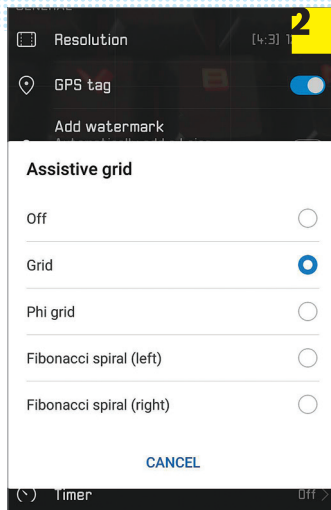 GENERAL
2
Resolution [4:3]
GPS tag
Add watermark
Assistive grid
Off
Grid
Phi grid
Fibonacci spiral (left)
Fibonacci spiral (right)
CANCEL
Timer Off